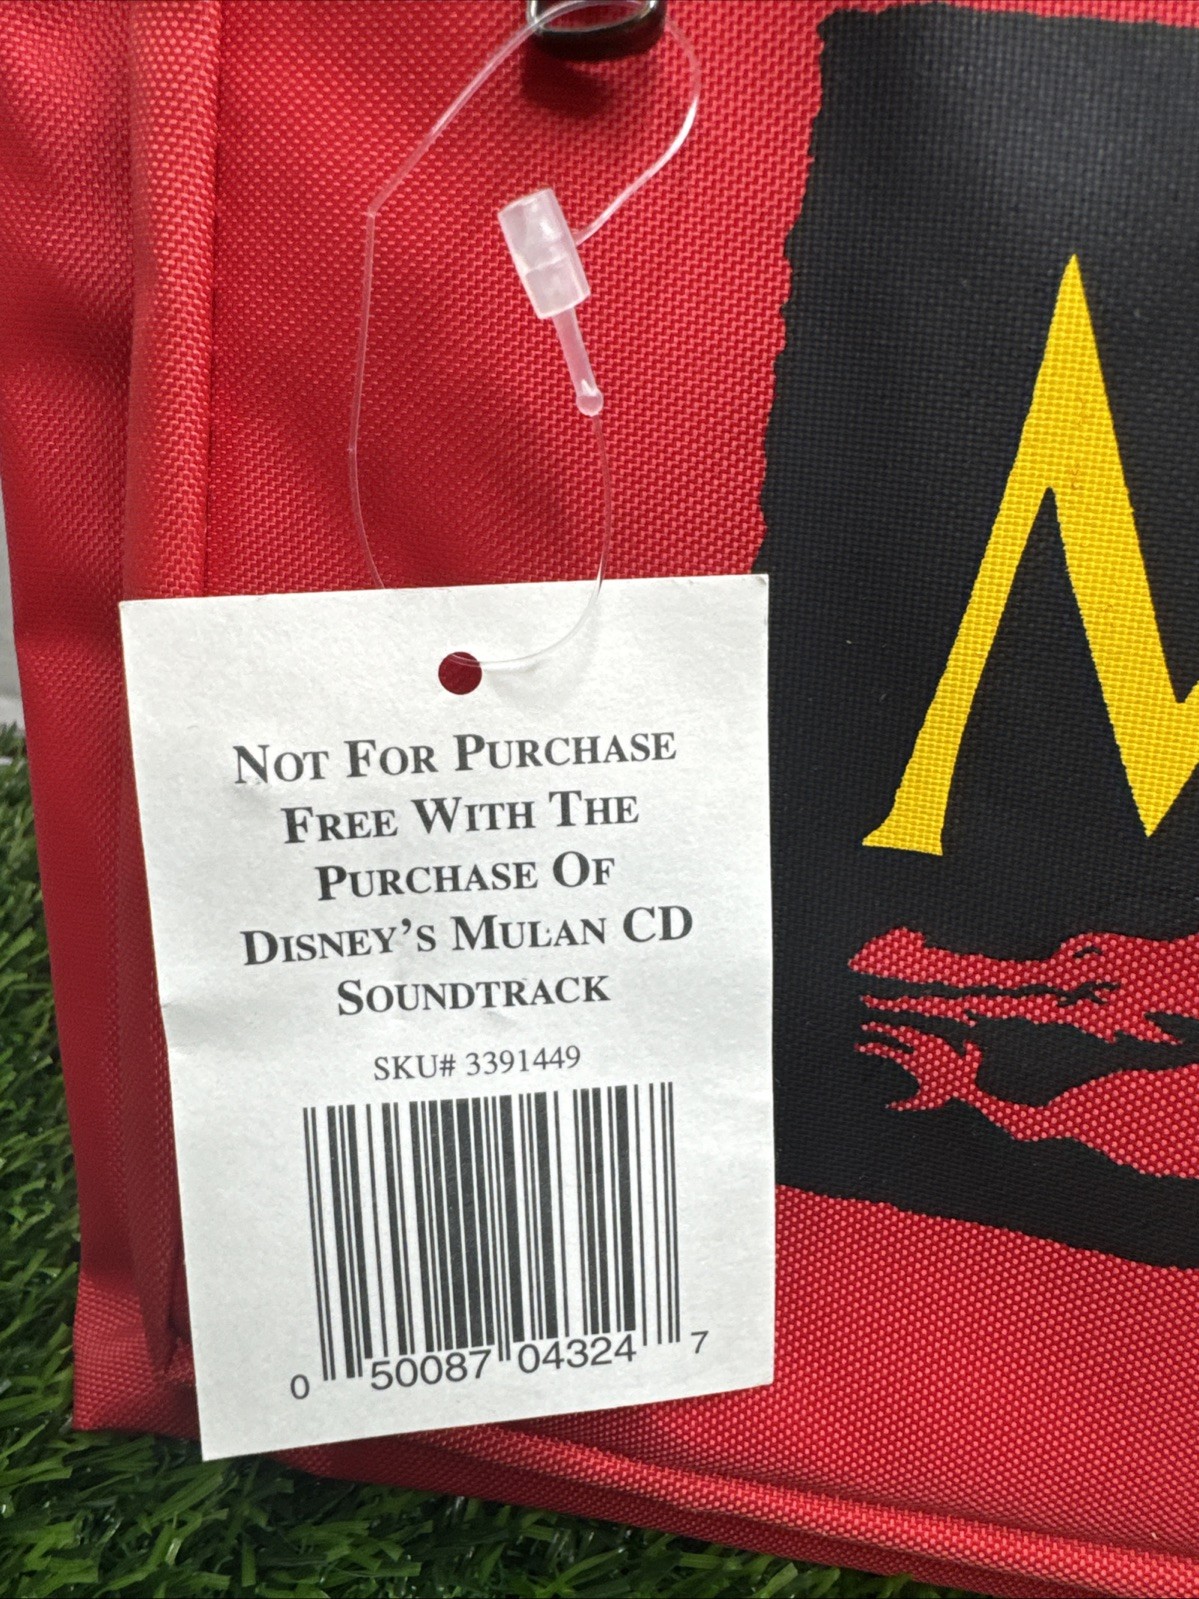 NOT FOR PURCHASE
FREE WITH THE
PURCHASE OF
DISNEY'S MULAN CD
SOUNDTRACK
SKU# 3391449
0 50087 04324 7
M